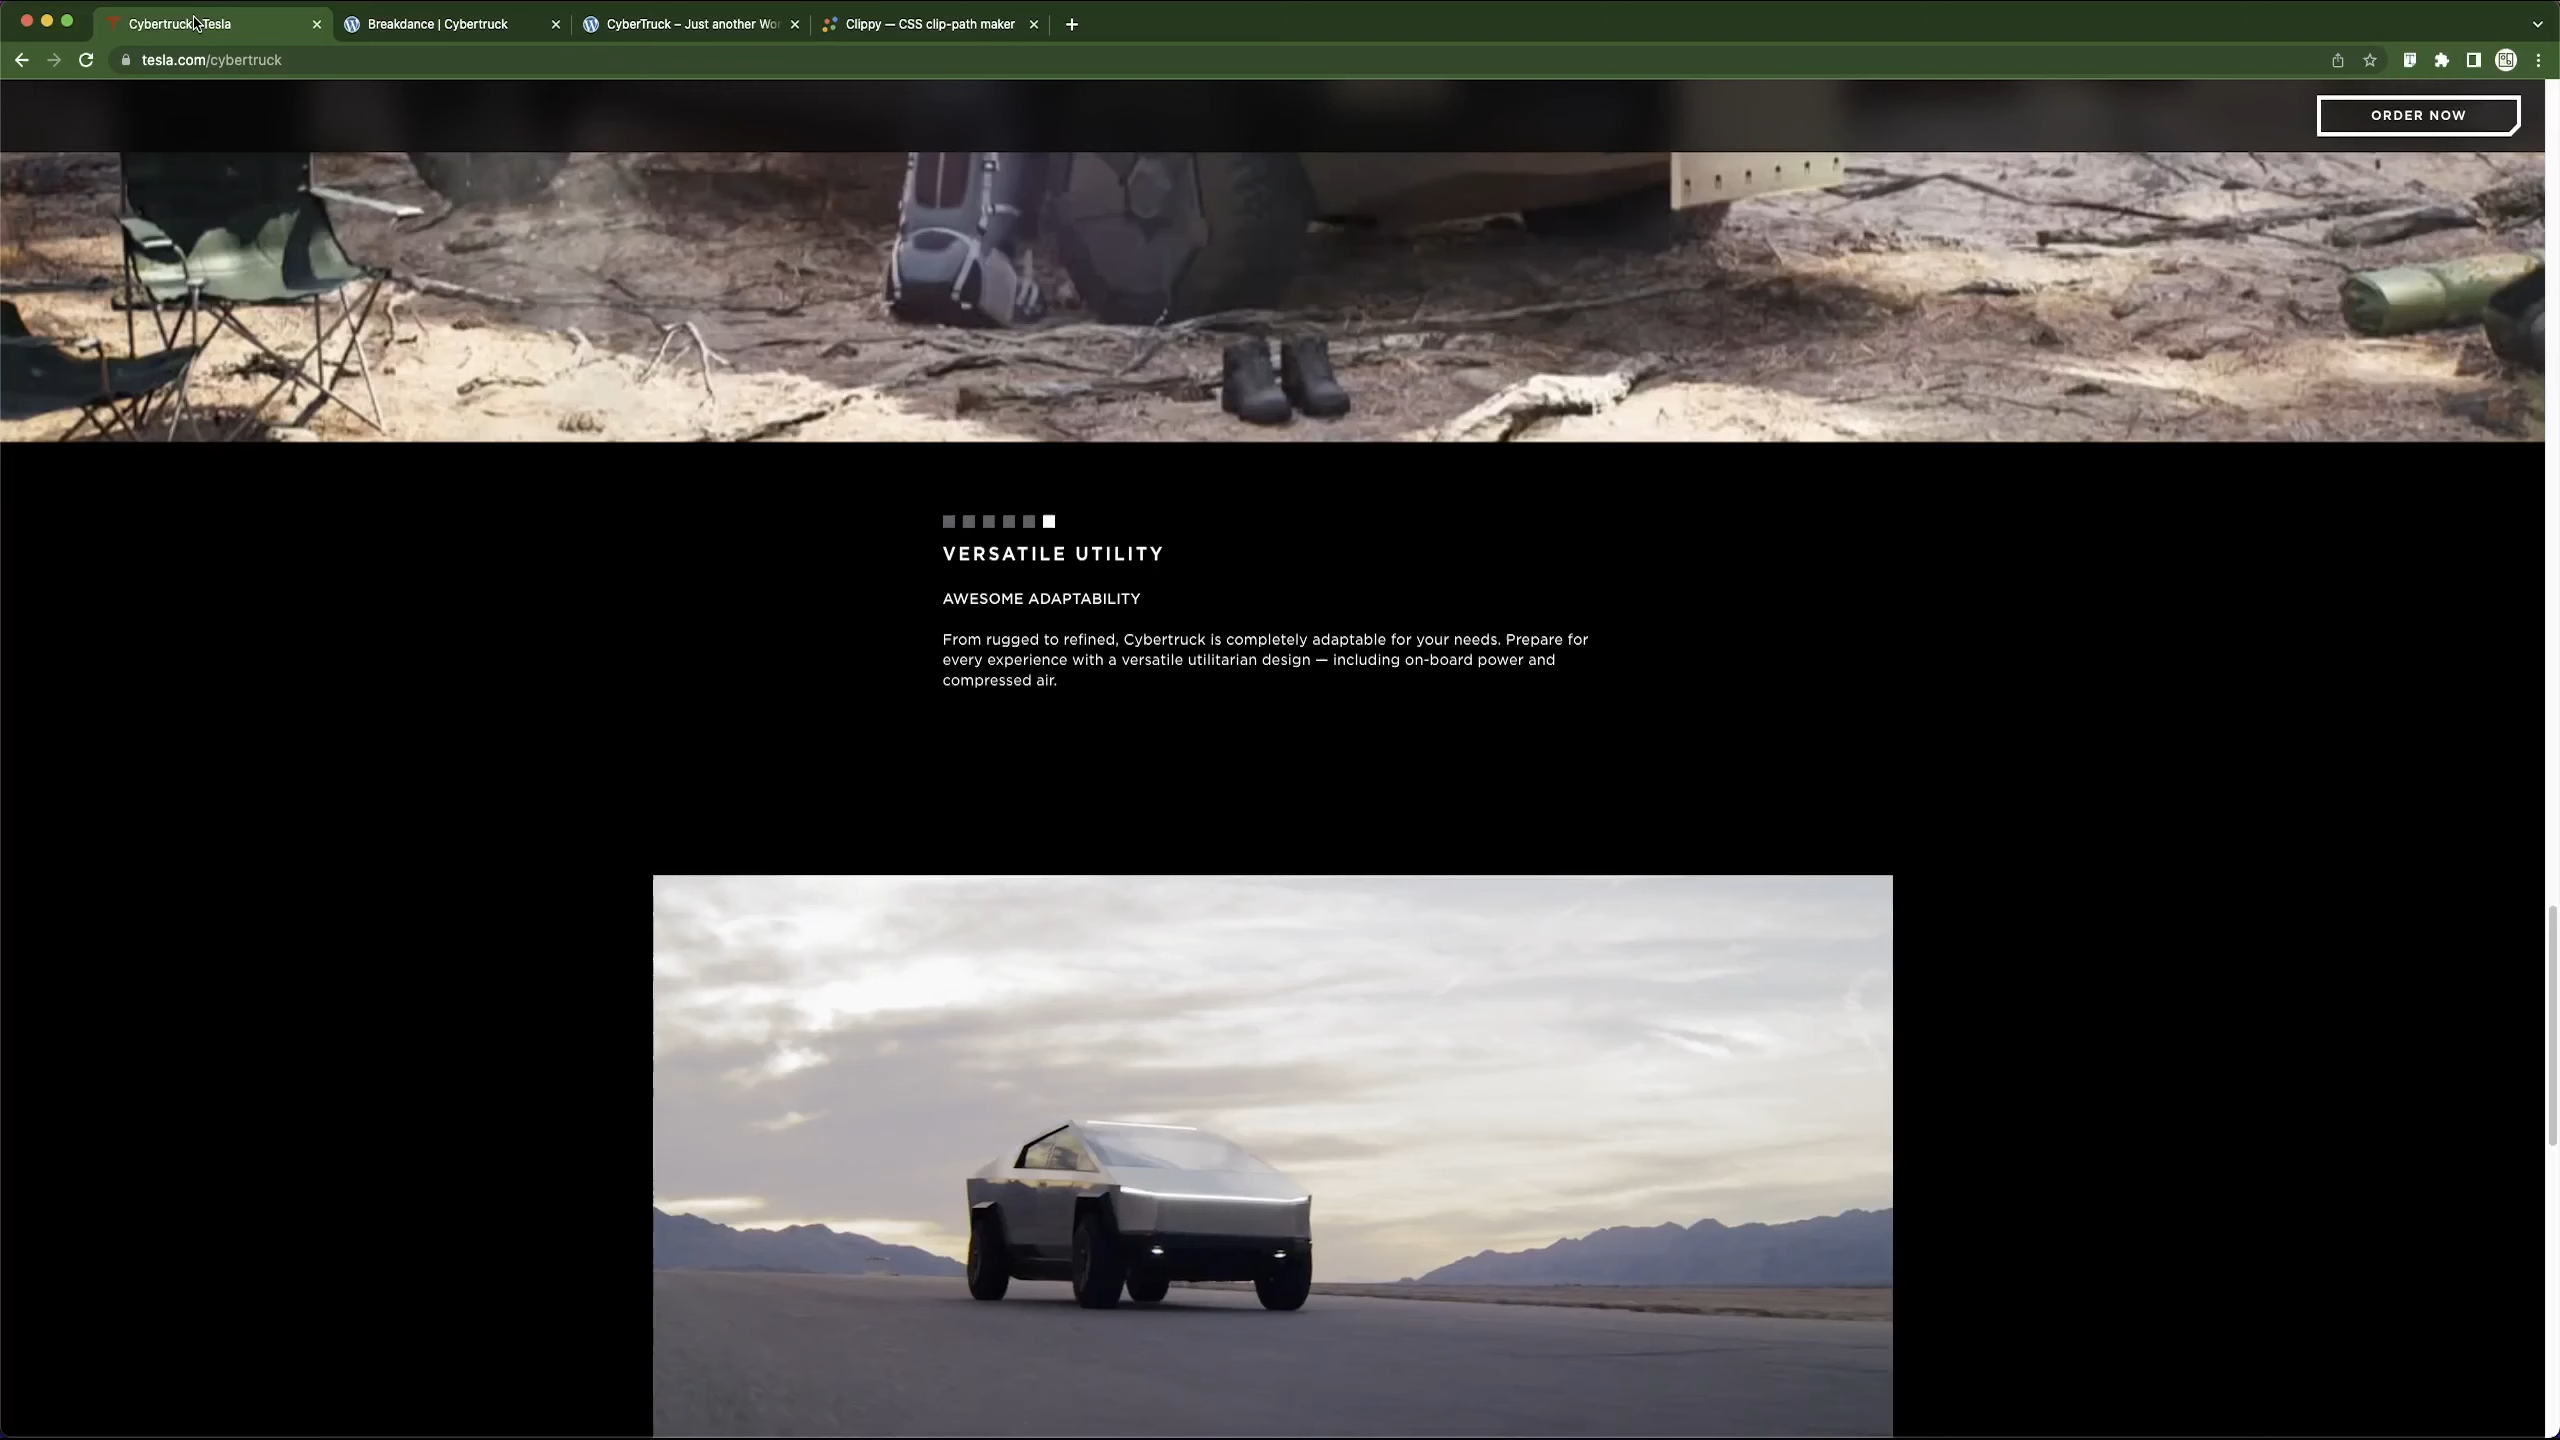 Cybertruck | Tesla
Breakdance | Cybertruck
CyberTruck – Just another Wor
Clippy — CSS clip-path maker
tesla.com/cybertruck
ORDER NOW
VERSATILE UTILITY
AWESOME ADAPTABILITY
From rugged to refined, Cybertruck is completely adaptable for your needs. Prepare for
every experience with a versatile utilitarian design — including on-board power and
compressed air.